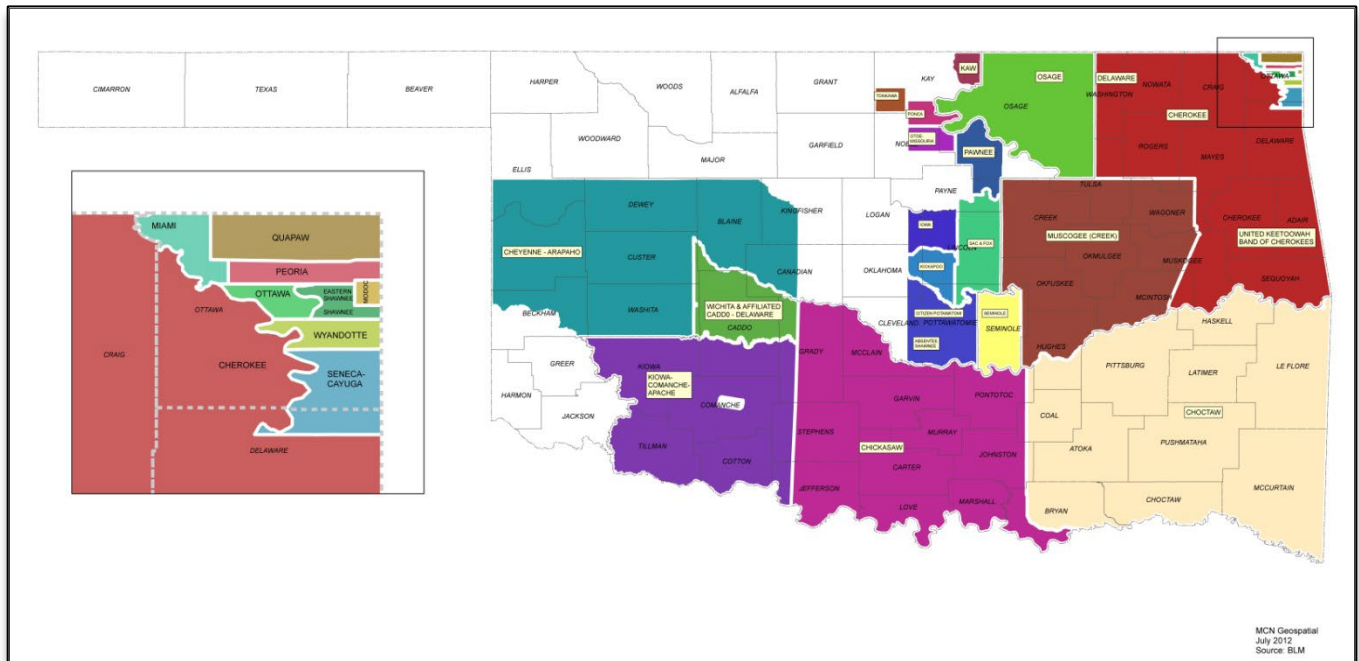 CIMARRON
TEXAS
BEAVER
HARPER
WOODS
ALFALFA
GRANT
KAY
KAW
OSAGE
DELAWARE
NOWATA
CRAIG
OTTAWA
WASHINGTON
TONKAWA
PONCA
OSAGE
CHEROKEE
WOODWARD
GARFIELD
OTOE-
MISSOURIA
PAWNEE
ROGERS
DELAWARE
MAYES
MAJOR
ELLIS
PAYNE
TULSA
DEWEY
BLAINE
KINGFISHER
LOGAN
IOWA
CREEK
WAGONER
CHEROKEE
ADAIR
CHEYENNE - ARAPAHO
LINCOLN
SAC & FOX
MUSCOGEE (CREEK)
UNITED KEETOOWAH
BAND OF CHEROKEES
CUSTER
CANADIAN
OKLAHOMA
KICKAPOO
OKMULGEE
MUSKOGEE
OKFUSKEE
SEQUOYAH
MCINTOSH
WICHITA & AFFILIATED
CADDO - DELAWARE
BECKHAM
WASHITA
CADDO
CLEVELAND
CITIZEN POTAWATOMI
POTTAWATOMIE
SEMINOLE
SEMINOLE
HASKELL
ABSENTEE
SHAWNEE
HUGHES
GREER
KIOWA
GRADY
MCCLAIN
PITTSBURG
LATIMER
LE FLORE
KIOWA-
COMANCHE-
APACHE
HARMON
JACKSON
COMANCHE
GARVIN
PONTOTOC
COAL
CHOCTAW
STEPHENS
MURRAY
CHICKASAW
TILLMAN
COTTON
CARTER
JOHNSTON
ATOKA
PUSHMATAHA
JEFFERSON
LOVE
MARSHALL
BRYAN
CHOCTAW
MCCURTAIN
MIAMI
QUAPAW
PEORIA
OTTAWA
EASTERN
SHAWNEE
MODOC
OTTAWA
SHAWNEE
WYANDOTTE
CRAIG
CHEROKEE
SENECA-
CAYUGA
DELAWARE
MCN Geospatial
July 2012
Source: BLM